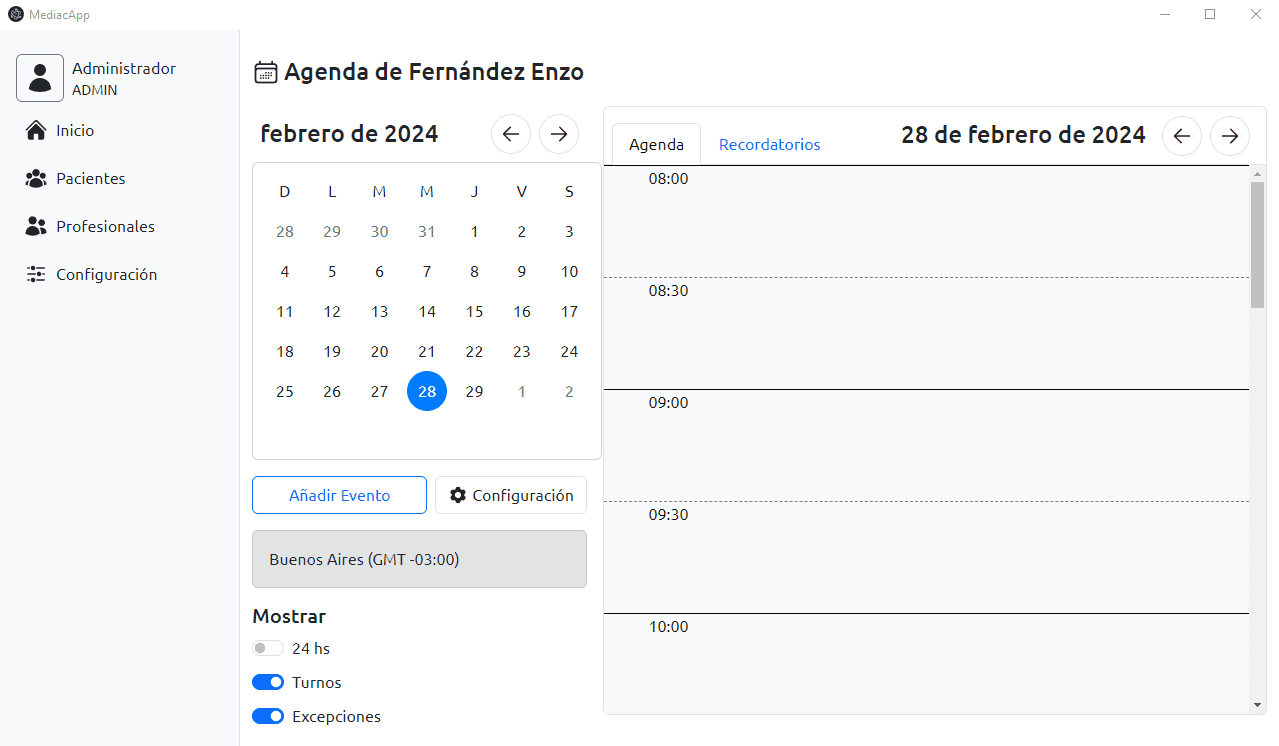 MediacApp
Administrador
ADMIN
Inicio
Pacientes
Profesionales
Configuración
Agenda de Fernández Enzo
febrero de 2024
D L M M J V S
28 29 30 31 1 2 3
4 5 6 7 8 9 10
11 12 13 14 15 16 17
18 19 20 21 22 23 24
25 26 27 28 29 1 2
Añadir Evento
Configuración
Buenos Aires (GMT -03:00)
Mostrar
24 hs
Turnos
Excepciones
Agenda Recordatorios 28 de febrero de 2024
08:00
08:30
09:00
09:30
10:00